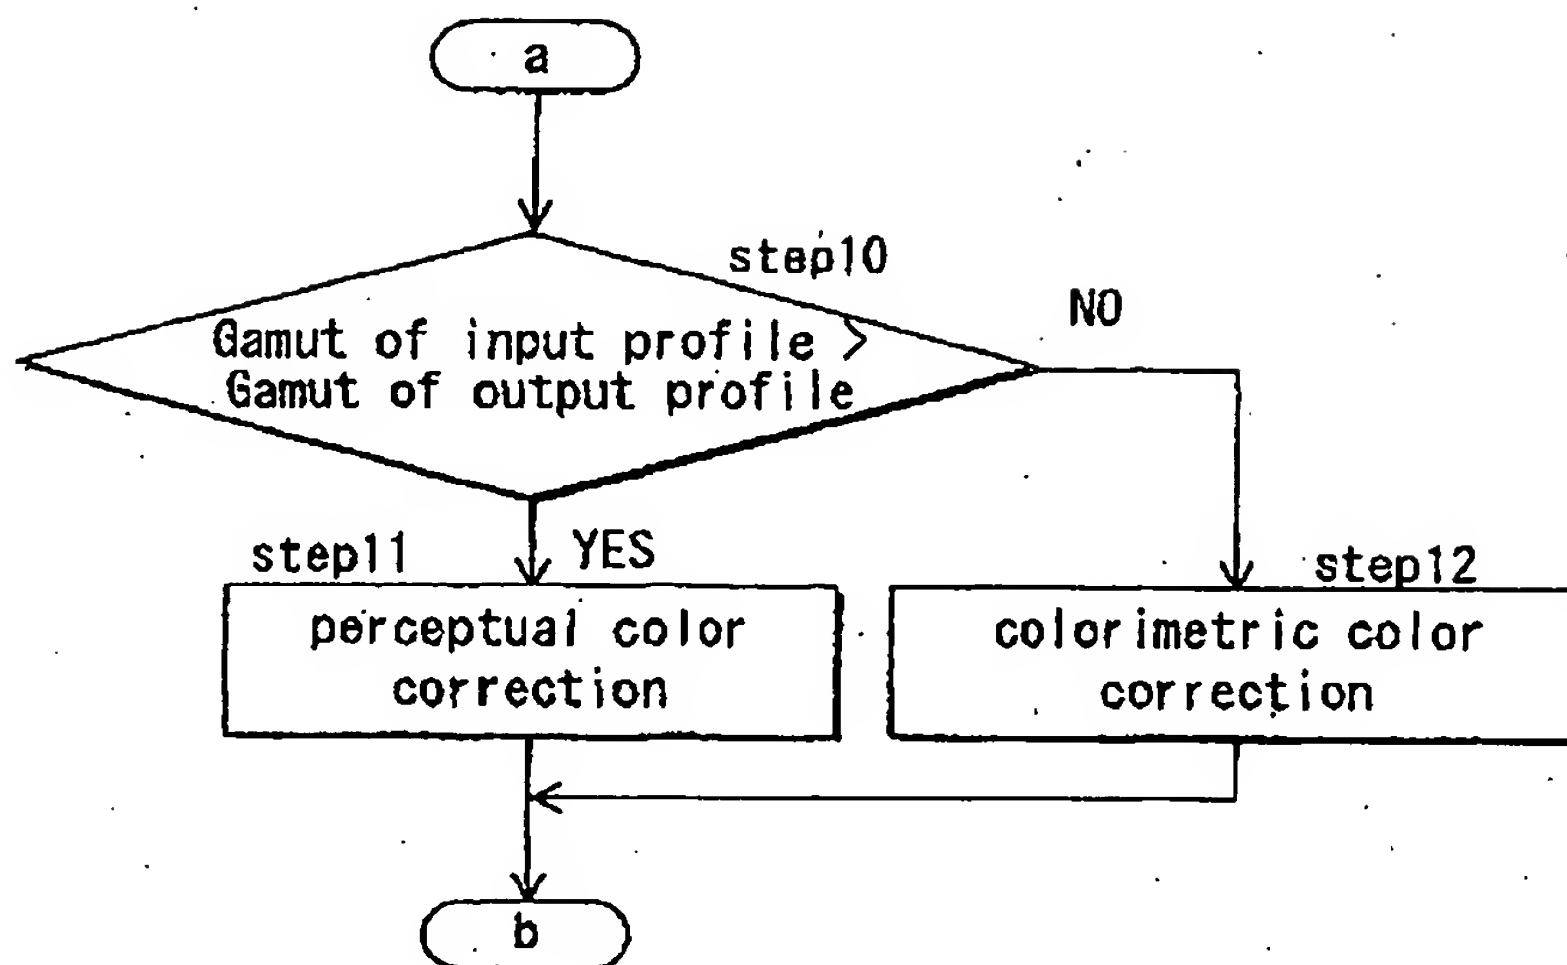 a
step10
NO
Gamut of input profile >
Gamut of output profile
step11
YES
step12
perceptual color
correction
colorimetric color
correction
b